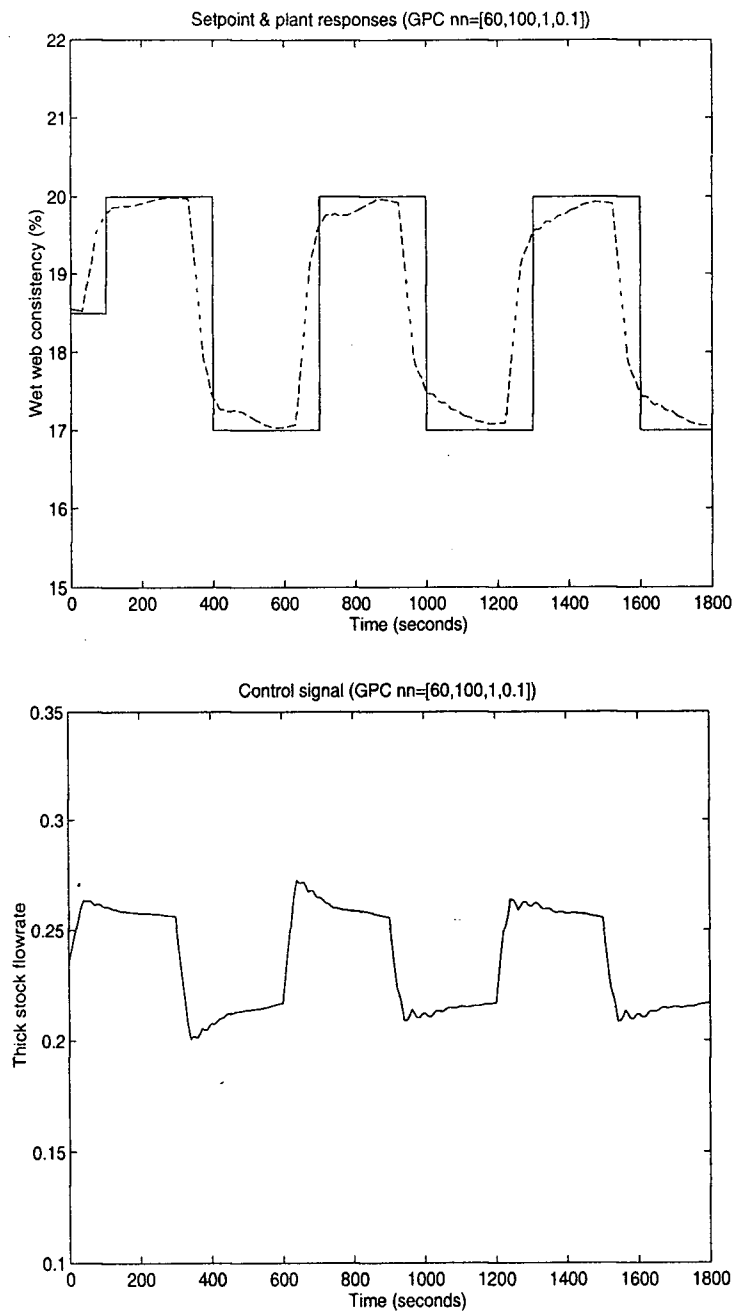 Setpoint & plant responses (GPC nn=[60,100,1,0.1])
22
21
20
19
18
17
16
15
Wet web consistency (%)
0 200 400 600 800 1000 1200 1400 1600 1800
Time (seconds)
Control signal (GPC nn=[60,100,1,0.1])
0.35
0.3
0.25
0.2
0.15
0.1
Thick stock flowrate
0 200 400 600 800 1000 1200 1400 1600 1800
Time (seconds)